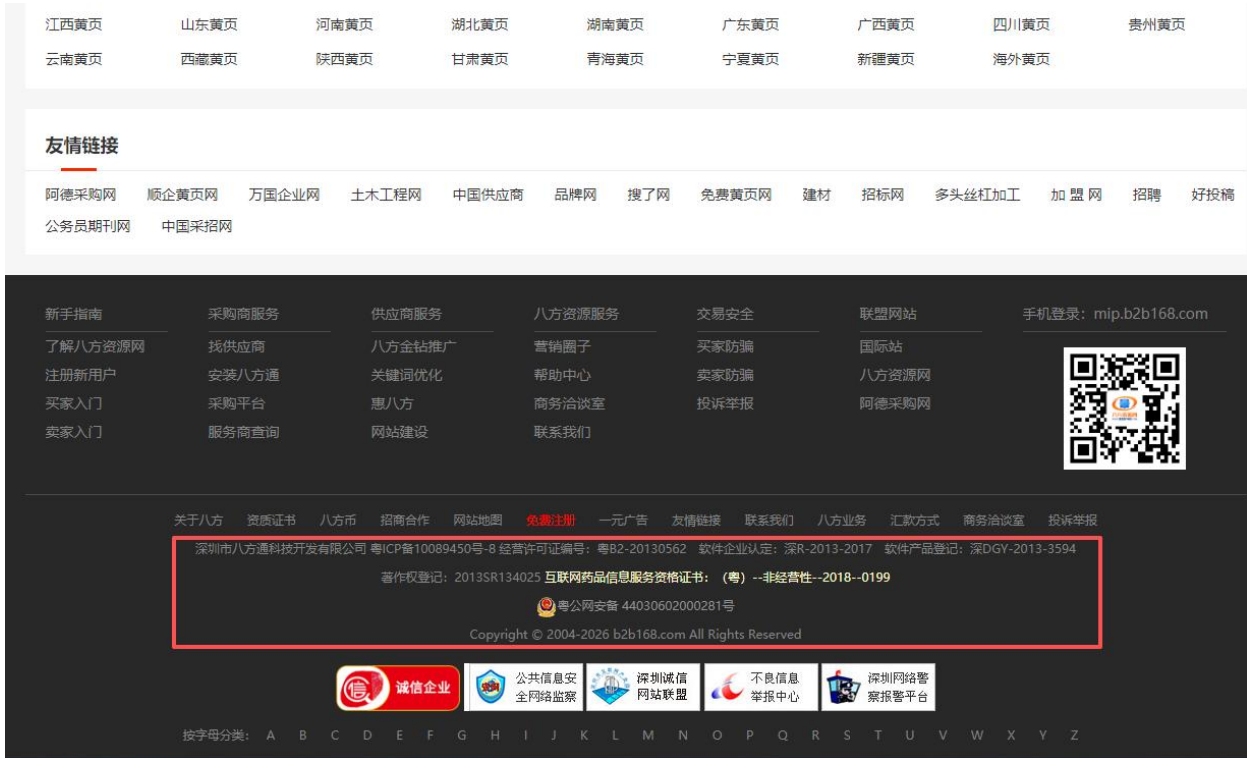 江西黄页 山东黄页 河南黄页 湖北黄页 湖南黄页 广东黄页 广西黄页 四川黄页 贵州黄页
云南黄页 西藏黄页 陕西黄页 甘肃黄页 青海黄页 宁夏黄页 新疆黄页 海外黄页
友情链接
阿德采购网 顺企黄页网 万国企业网 土木工程网 中国供应商 品牌网 搜了网 免费黄页网 建材 招标网 多头丝杠加工 加 盟 网 招聘 好投稿
公务员期刊网 中国采招网
新手指南 采购商服务 供应商服务 八方资源服务 交易安全 联盟网站 手机登录：mip.b2b168.com
了解八方资源网 找供应商 八方金钻推广 营销圈子 买家防骗 国际站
注册新用户 安装八方通 关键词优化 帮助中心 卖家防骗 八方资源网
买家入门 采购平台 惠八方 商务洽谈室 投诉举报 阿德采购网
卖家入门 服务商查询 网站建设 联系我们
关于八方 资质证书 八方币 招商合作 网站地图 免费注册 一元广告 友情链接 联系我们 八方业务 汇款方式 商务洽谈室 投诉举报
深圳市八方通科技开发有限公司 粤ICP备10089450号-8 经营许可证编号：粤B2-20130562 软件企业认定：深R-2013-2017 软件产品登记：深DGY-2013-3594
著作权登记：2013SR134025 互联网药品信息服务资格证书：（粤）--非经营性--2018--0199
粤公网安备 44030602000281号
Copyright © 2004-2026 b2b168.com All Rights Reserved
信 诚信企业 公共信息安全网络监察 深圳诚信网站联盟 不良信息举报中心 深圳网络警察报警平台
按字母分类： A B C D E F G H I J K L M N O P Q R S T U V W X Y Z